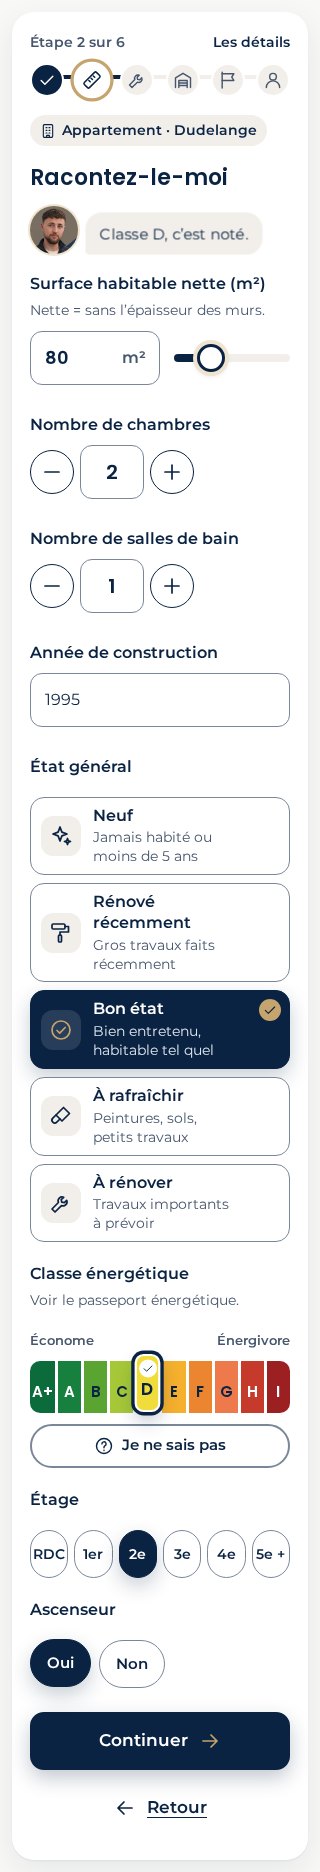 Étape 2 sur 6 Les détails
Appartement · Dudelange
Racontez-le-moi
Classe D, c’est noté.
Surface habitable nette (m²)
Nette = sans l’épaisseur des murs.
80 m²
Nombre de chambres
2
Nombre de salles de bain
1
Année de construction
1995
État général
Neuf
Jamais habité ou
moins de 5 ans
Rénové
récemment
Gros travaux faits
récemment
Bon état
Bien entretenu,
habitable tel quel
À rafraîchir
Peintures, sols,
petits travaux
À rénover
Travaux importants
à prévoir
Classe énergétique
Voir le passeport énergétique.
Économe Énergivore
A+ A B C D E F G H I
Je ne sais pas
Étage
RDC 1er 2e 3e 4e 5e +
Ascenseur
Oui Non
Continuer
Retour